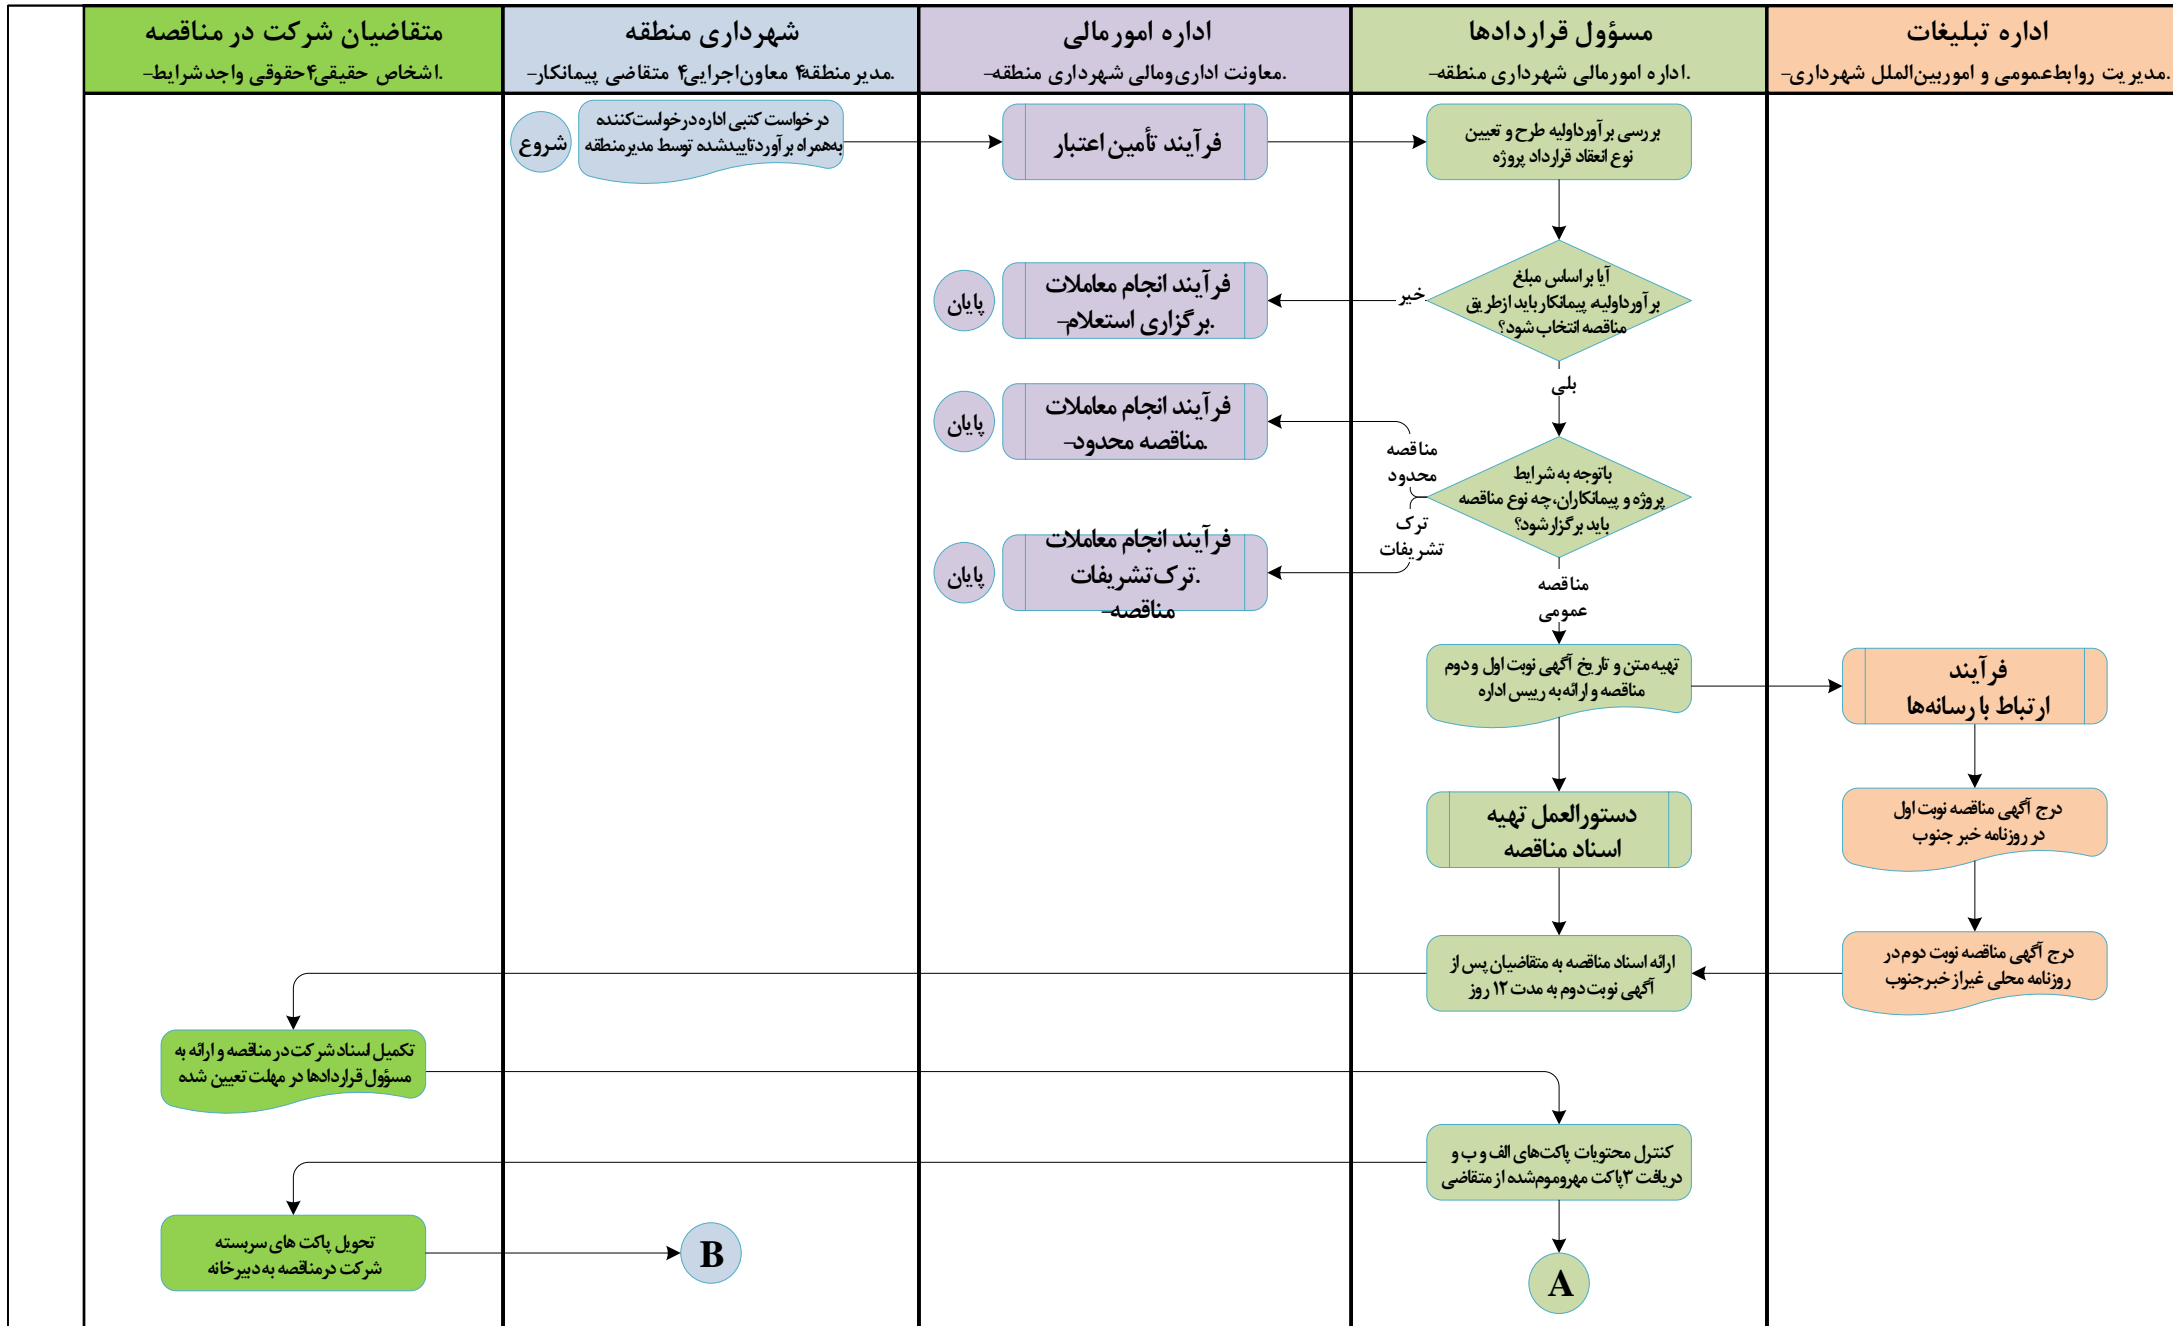 اداره تبلیغات
-مدیریت روابط‌عمومی و اموربین‌الملل شهرداری.
مسؤول قراردادها
-اداره امورمالی شهرداری منطقه.
اداره امورمالی
-معاونت اداری‌ومالی شهرداری منطقه.
شهرداری منطقه
-مدیرمنطقه۴ معاون‌اجرایی۴ متقاضی پیمانکار.
متقاضیان شرکت در مناقصه
-اشخاص حقیقی۴حقوقی واجدشرایط.
شروع
درخواست کتبی اداره‌درخواست‌کننده
به‌همراه برآوردتاییدشده توسط مدیرمنطقه
فرآیند تأمین‌اعتبار
بررسی برآورداولیه طرح و تعیین
نوع انعقاد قرارداد پروژه
آیا براساس مبلغ
برآورداولیه، پیمانکار باید ازطریق
مناقصه انتخاب شود؟
خیر
فرآیند انجام معاملات
-برگزاری استعلام.
پایان
بلی
باتوجه به شرایط
پروژه و پیمانکاران،چه نوع مناقصه
باید برگزارشود؟
مناقصه
محدود
فرآیند انجام معاملات
-مناقصه محدود.
پایان
ترک
تشریفات
فرآیند انجام معاملات
.ترک‌تشریفات
مناقصه-
پایان
مناقصه
عمومی
تهیه متن و تاریخ آگهی نوبت اول و دوم
مناقصه و ارائه به رییس اداره
فرآیند
ارتباط با رسانه‌ها
دستورالعمل تهیه
اسناد مناقصه
درج آگهی مناقصه نوبت اول
در روزنامه خبر جنوب
درج آگهی مناقصه نوبت دوم در
روزنامه محلی غیراز خبرجنوب
ارائه اسناد مناقصه به متقاضیان پس از
آگهی نوبت دوم به مدت ۱۲ روز
تکمیل اسناد شرکت در مناقصه و ارائه به
مسؤول قراردادها در مهلت تعیین شده
کنترل محتویات پاکت‌های الف و ب و
دریافت ۳پاکت مهروموم‌شده از متقاضی
تحویل پاکت های سربسته
شرکت درمناقصه به دبیرخانه
B
A